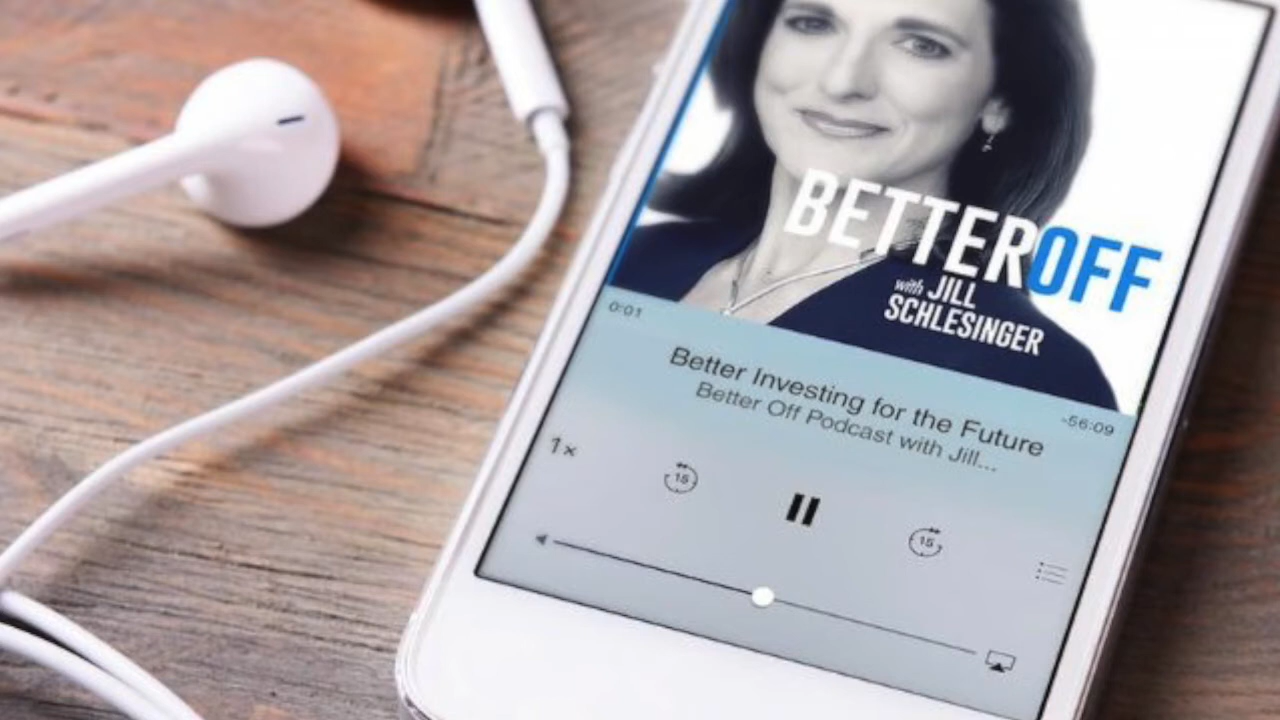 BETTEROFF
with JILL
SCHLESINGER
0:01
-56:09
Better Investing for the Future
Better Off Podcast with Jill...
1×
15
15